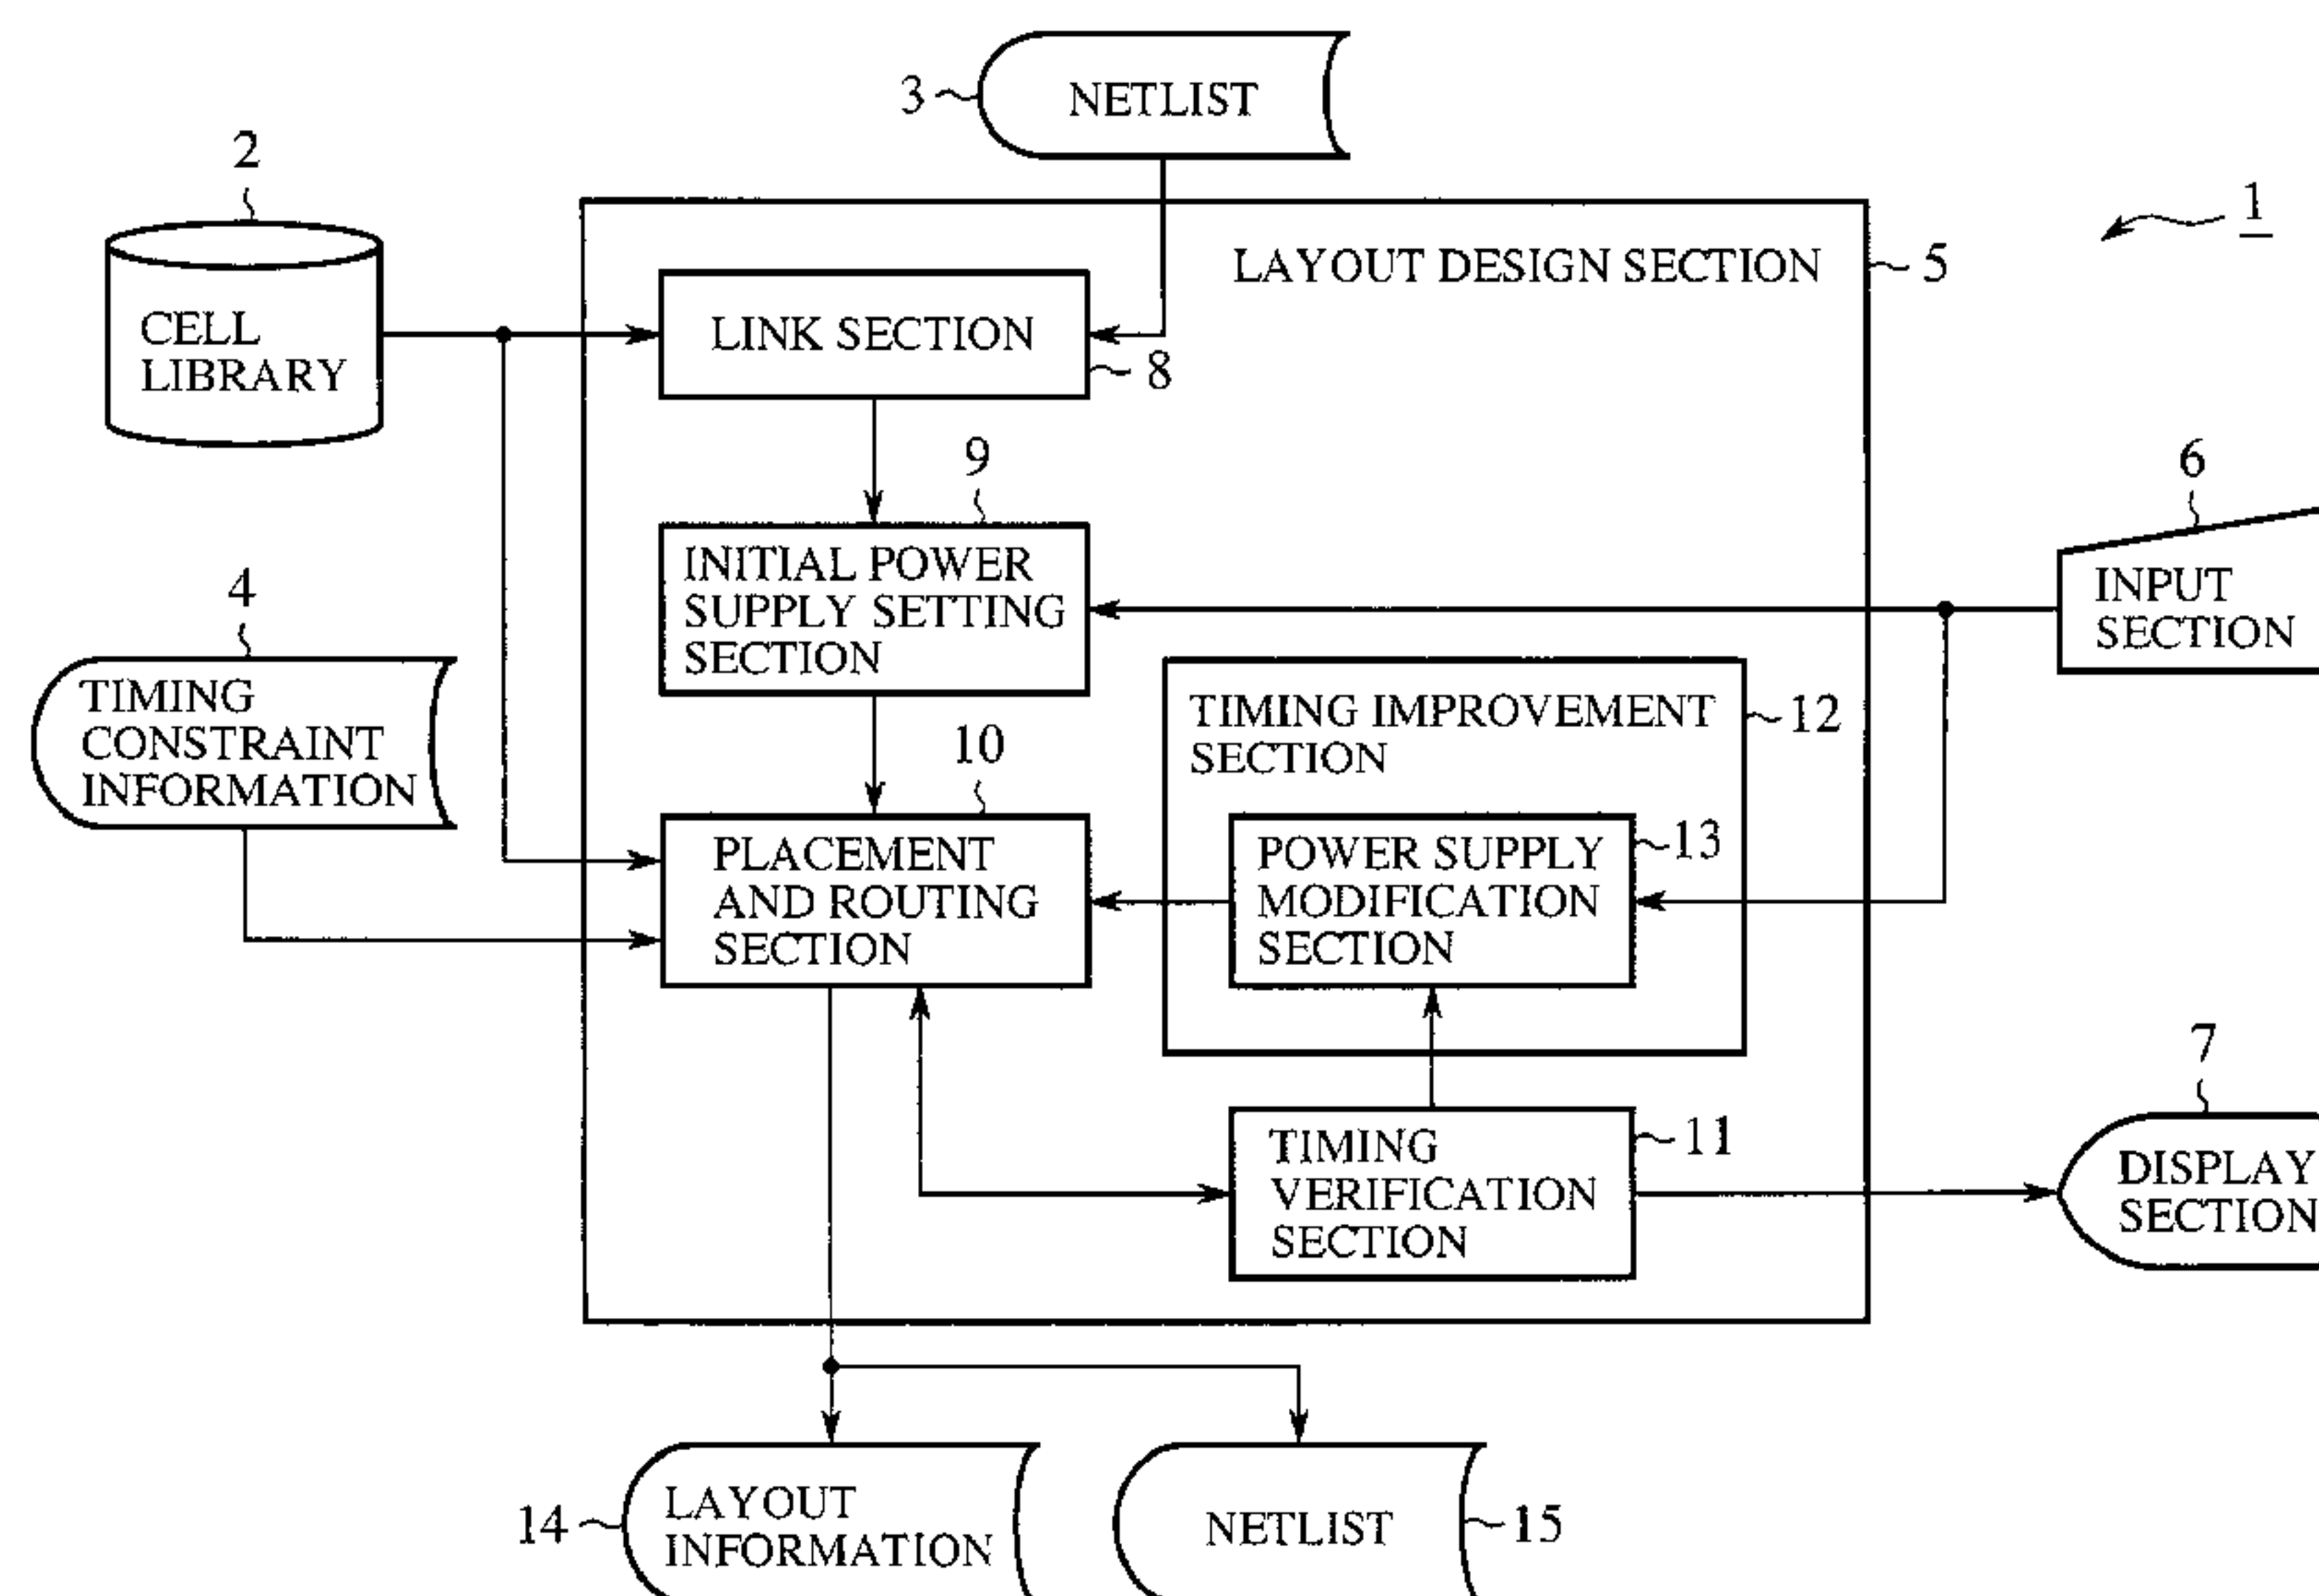 3
NETLIST
2
1
LAYOUT DESIGN SECTION
5
CELL
LIBRARY
LINK SECTION
8
9
6
INITIAL POWER
SUPPLY SETTING
SECTION
INPUT
SECTION
4
TIMING
CONSTRAINT
INFORMATION
TIMING IMPROVEMENT
SECTION
12
10
PLACEMENT
AND ROUTING
SECTION
POWER SUPPLY
MODIFICATION
SECTION
13
7
TIMING
VERIFICATION
SECTION
11
DISPLAY
SECTION
14
LAYOUT
INFORMATION
NETLIST
15